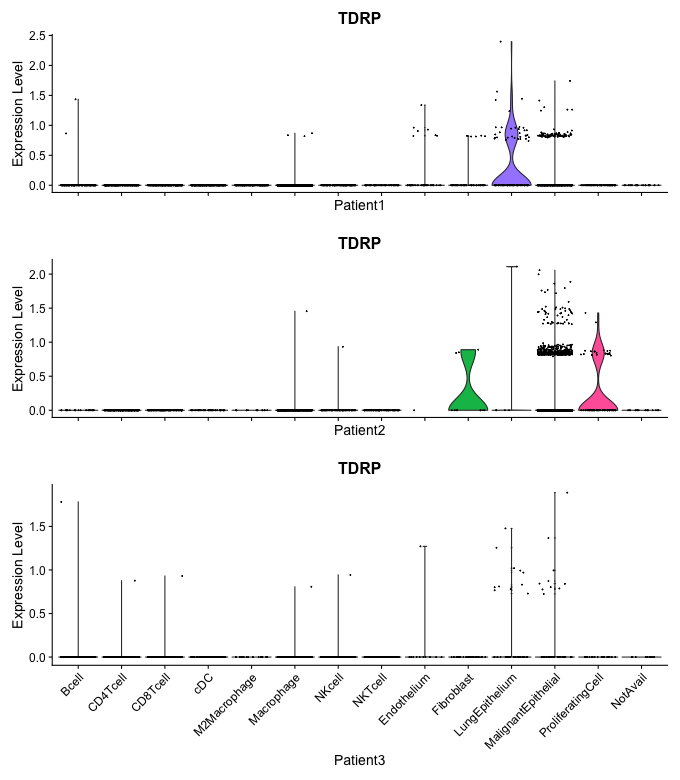 TDRP
Expression Level
2.5
2.0
1.5
1.0
0.5
0.0
Patient1
TDRP
Expression Level
2.0
1.5
1.0
0.5
0.0
Patient2
TDRP
Expression Level
1.5
1.0
0.5
0.0
Bcell
CD4Tcell
CD8Tcell
cDC
M2Macrophage
Macrophage
NKcell
NKTcell
Endothelium
Fibroblast
LungEpithelium
MalignantEpithelial
ProliferatingCell
NotAvail
Patient3